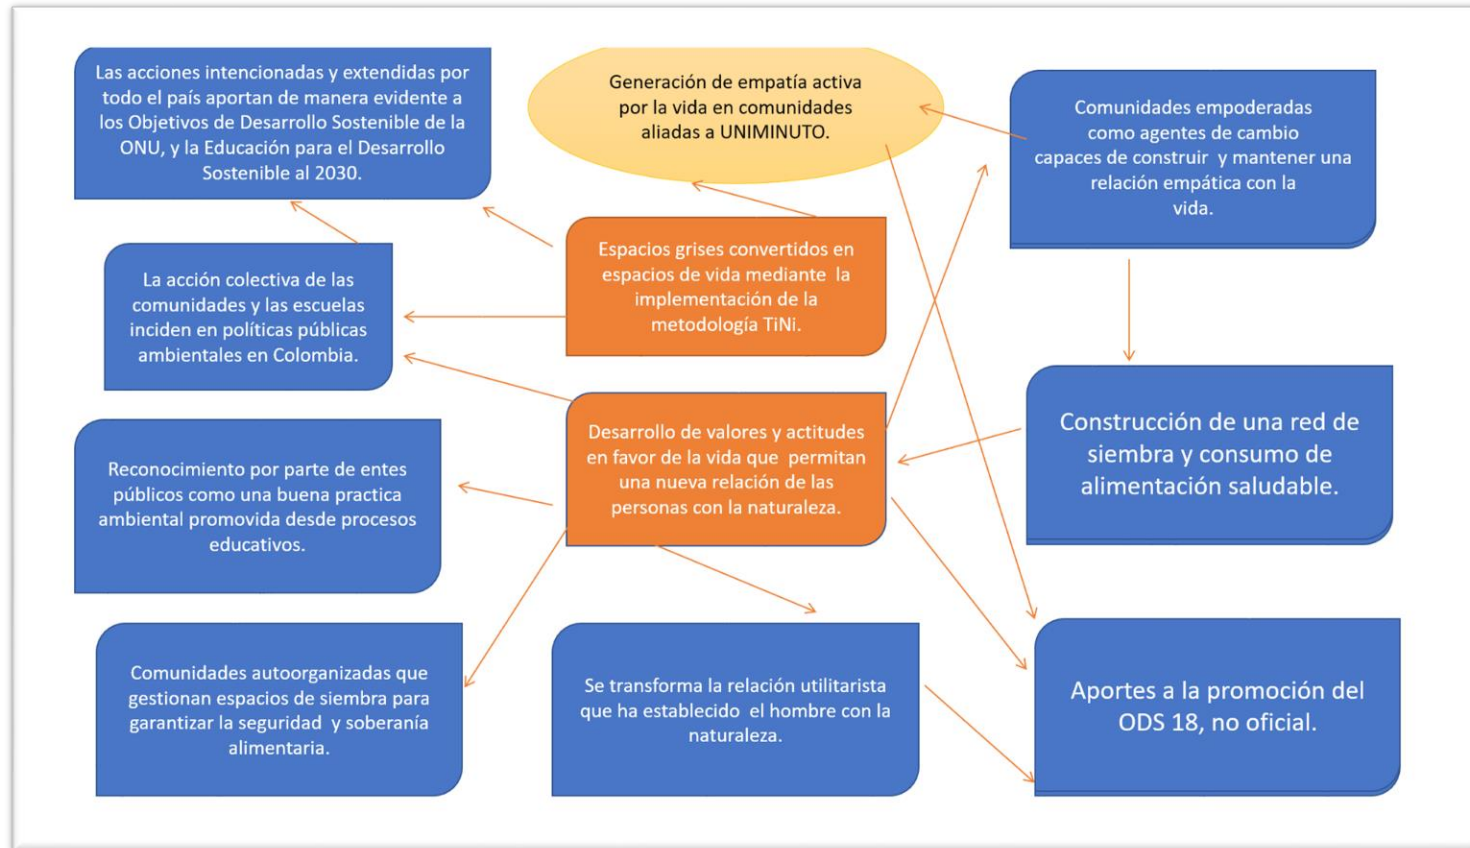 Las acciones intencionadas y extendidas por
todo el país aportan de manera evidente a
los Objetivos de Desarrollo Sostenible de la
ONU, y la Educación para el Desarrollo
Sostenible al 2030.
Generación de empatía activa
por la vida en comunidades
aliadas a UNIMINUTO.
Comunidades empoderadas
como agentes de cambio
capaces de construir y mantener una
relación empática con la
vida.
La acción colectiva de las
comunidades y las escuelas
inciden en políticas públicas
ambientales en Colombia.
Espacios grises convertidos en
espacios de vida mediante la
implementación de la
metodología TiNi.
Reconocimiento por parte de entes
públicos como una buena practica
ambiental promovida desde procesos
educativos.
Desarrollo de valores y actitudes
en favor de la vida que permitan
una nueva relación de las
personas con la naturaleza.
Construcción de una red de
siembra y consumo de
alimentación saludable.
Comunidades autoorganizadas que
gestionan espacios de siembra para
garantizar la seguridad y soberanía
alimentaria.
Se transforma la relación utilitarista
que ha establecido el hombre con la
naturaleza.
Aportes a la promoción del
ODS 18, no oficial.